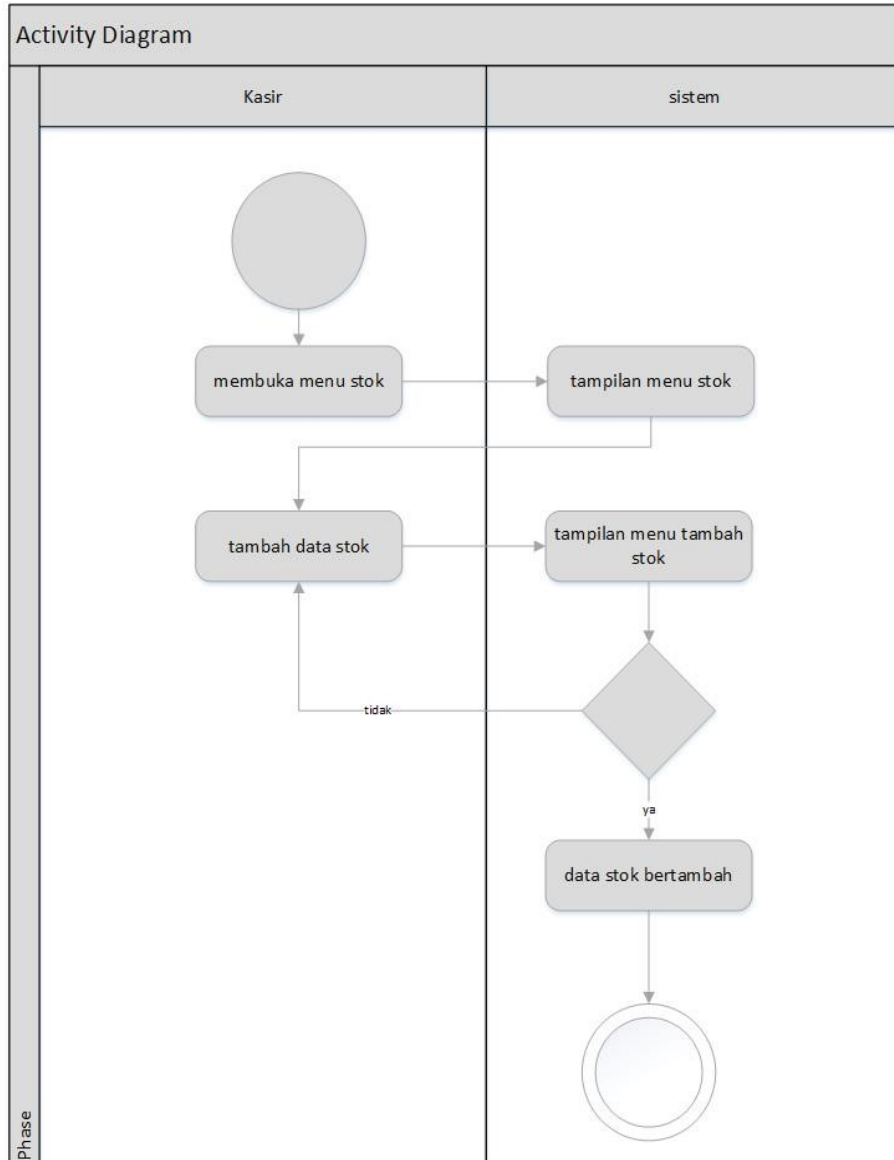 Activity Diagram
Kasir
sistem
membuka menu stok
tampilan menu stok
tambah data stok
tampilan menu tambah
stok
tidak
ya
data stok bertambah
Phase